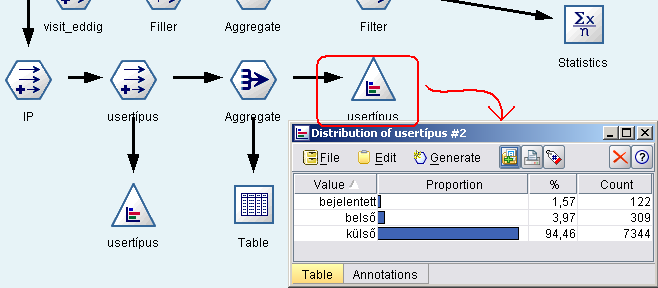 visit_eddig Filler Aggregate Filter
Σx
n
Statistics
IP usertípus Aggregate usertípus
usertípus Table
Distribution of usertípus #2
File Edit Generate
Value Proportion % Count
bejelentett 1,57 122
belső 3,97 309
külső 94,46 7344
Table Annotations